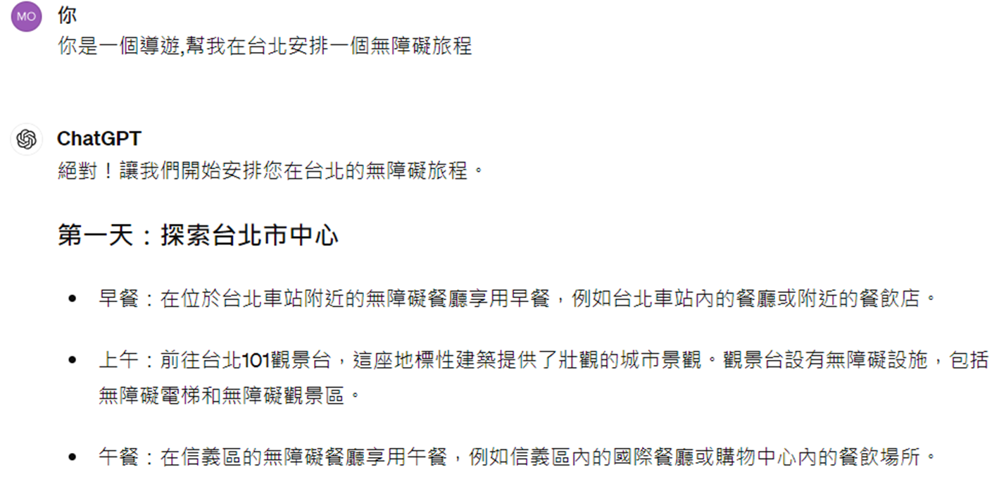 MO
你
你是一個導遊,幫我在台北安排一個無障礙旅程
ChatGPT
絕對！讓我們開始安排您在台北的無障礙旅程。
第一天：探索台北市中心
• 早餐：在位於台北車站附近的無障礙餐廳享用早餐，例如台北車站內的餐廳或附近的餐飲店。
• 上午：前往台北101觀景台，這座地標性建築提供了壯觀的城市景觀。觀景台設有無障礙設施，包括
無障礙電梯和無障礙觀景區。
• 午餐：在信義區的無障礙餐廳享用午餐，例如信義區內的國際餐廳或購物中心內的餐飲場所。